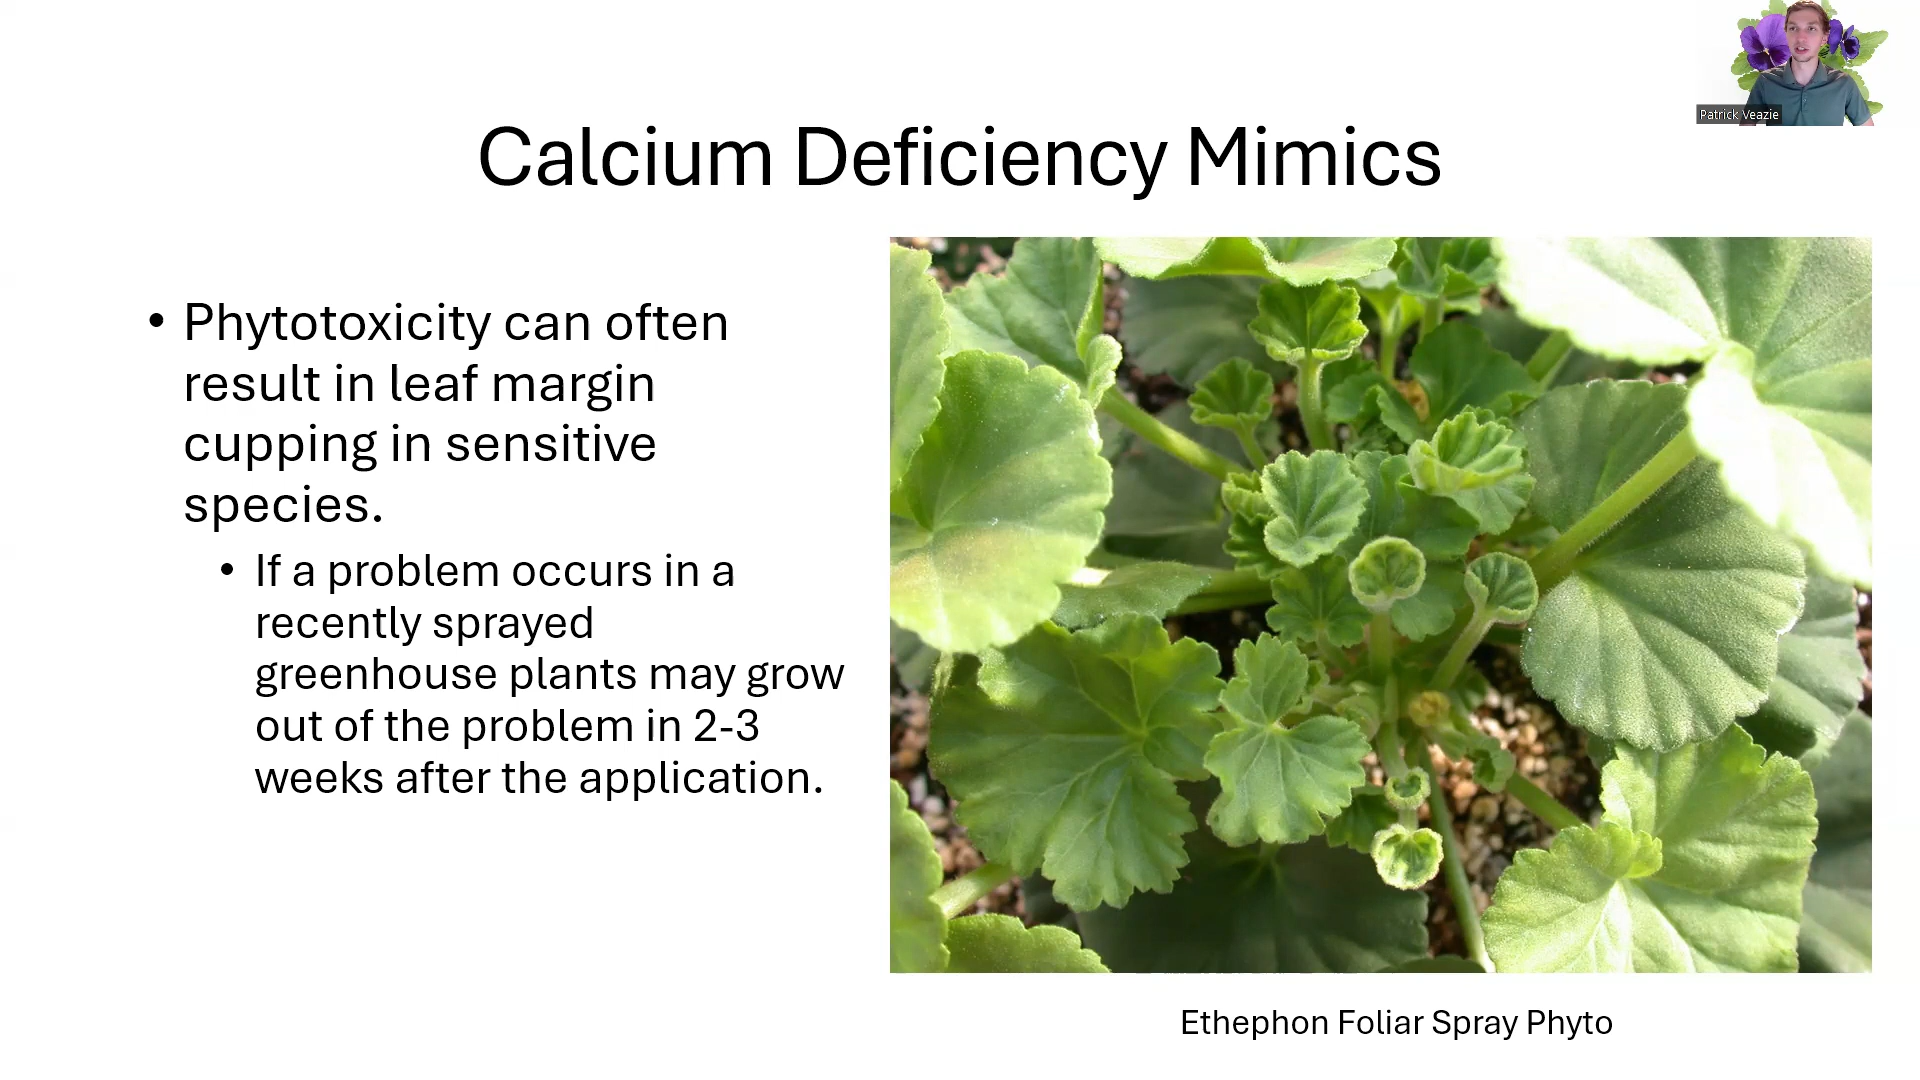 Patrick Veazie
Calcium Deficiency Mimics
• Phytotoxicity can often
result in leaf margin
cupping in sensitive
species.
• If a problem occurs in a
recently sprayed
greenhouse plants may grow
out of the problem in 2-3
weeks after the application.
Ethephon Foliar Spray Phyto